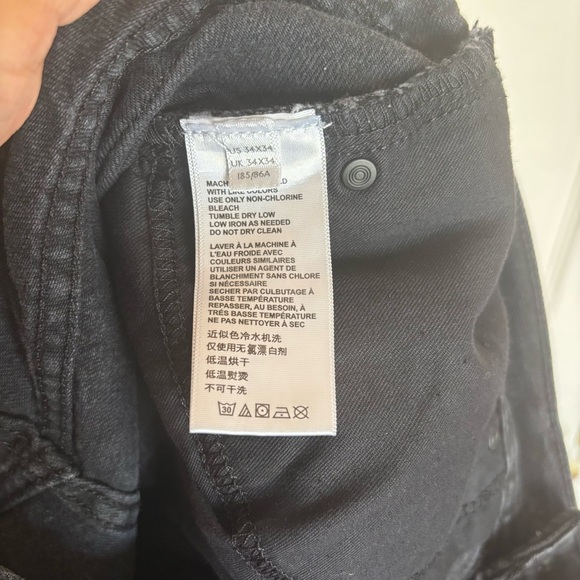 US 34X34
UK 34X34
185/86A
MACH D
WITH LIKE COLORS
USE ONLY NON-CHLORINE
BLEACH
TUMBLE DRY LOW
LOW IRON AS NEEDED
DO NOT DRY CLEAN
LAVER À LA MACHINE À
L'EAU FROIDE AVEC
COULEURS SIMILAIRES
UTILISER UN AGENT DE
BLANCHIMENT SANS CHLORE
SI NÉCESSAIRE
SECHER PAR CULBUTAGE À
BASSE TEMPÉRATURE
REPASSER, AU BESOIN, À
TRÉS BASSE TEMPÉRATURE
NE PAS NETTOYER À SEC
近似色冷水机洗
仅使用无氯漂白剂
低温烘干
低温熨烫
不可干洗
30